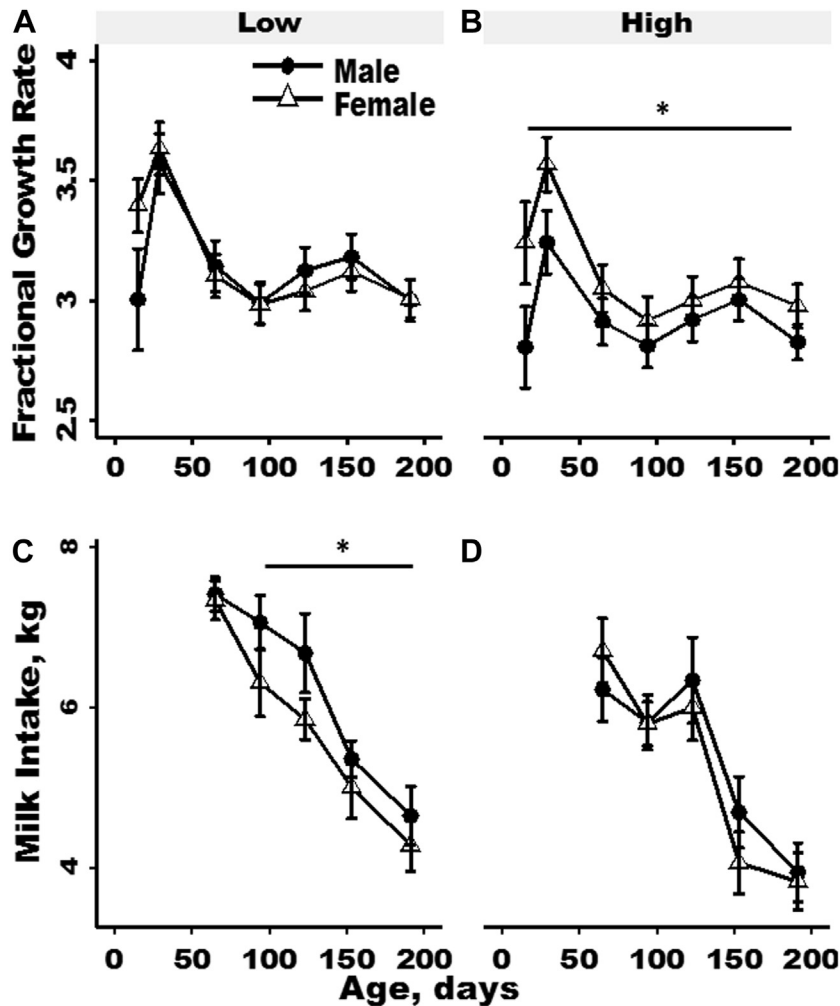 A Low B High
Male
Female
*
Fractional Growth Rate
4
3.5
3
2.5
0 50 100 150 200 0 50 100 150 200
C D
*
Milk Intake, kg
8
6
4
0 50 100 150 200 0 50 100 150 200
Age, days